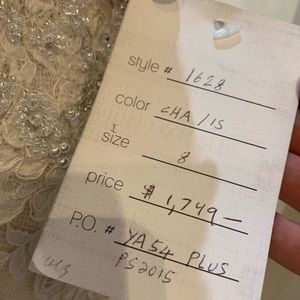 style # 1628
color CHA / IS
size 8
price $ 1,749 –
P.O. # YA54 PLUS
PS2015